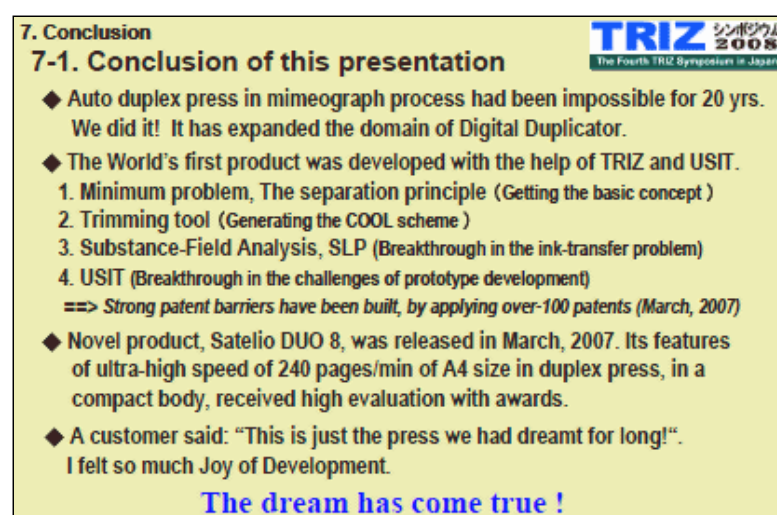 7. Conclusion
TRIZ シンポジウム
2008
The Fourth TRIZ Symposium in Japan
7-1. Conclusion of this presentation
◆ Auto duplex press in mimeograph process had been impossible for 20 yrs.
We did it! It has expanded the domain of Digital Duplicator.
◆ The World's first product was developed with the help of TRIZ and USIT.
1. Minimum problem, The separation principle (Getting the basic concept )
2. Trimming tool (Generating the COOL scheme )
3. Substance-Field Analysis, SLP (Breakthrough in the ink-transfer problem)
4. USIT (Breakthrough in the challenges of prototype development)
==> Strong patent barriers have been built, by applying over-100 patents (March, 2007)
◆ Novel product, Satelio DUO 8, was released in March, 2007. Its features
of ultra-high speed of 240 pages/min of A4 size in duplex press, in a
compact body, received high evaluation with awards.
◆ A customer said: “This is just the press we had dreamt for long!“.
I felt so much Joy of Development.
The dream has come true !